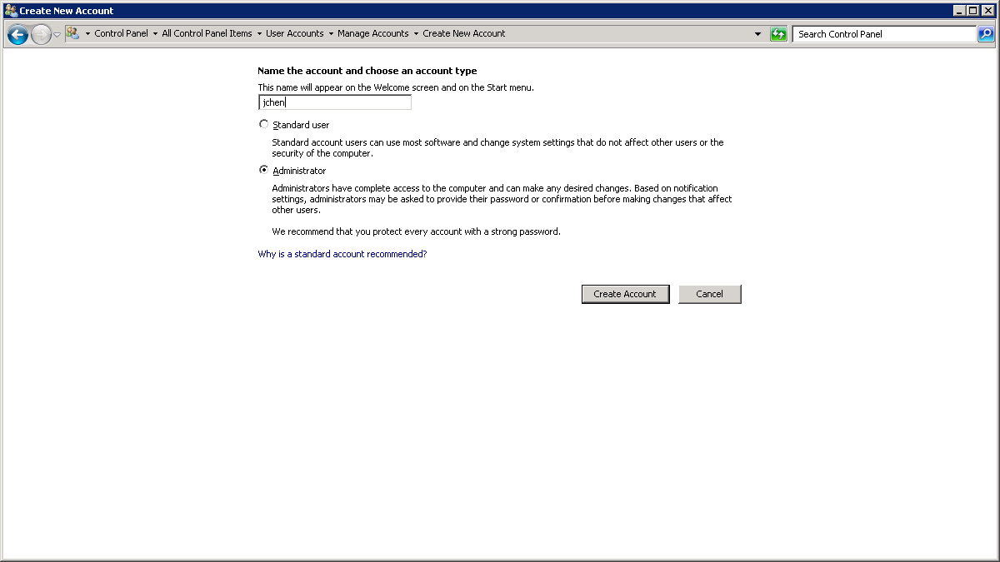 Create New Account
Control Panel All Control Panel Items User Accounts Manage Accounts Create New Account Search Control Panel
Name the account and choose an account type
This name will appear on the Welcome screen and on the Start menu.
jchen
Standard user
Standard account users can use most software and change system settings that do not affect other users or the
security of the computer.
Administrator
Administrators have complete access to the computer and can make any desired changes. Based on notification
settings, administrators may be asked to provide their password or confirmation before making changes that affect
other users.
We recommend that you protect every account with a strong password.
Why is a standard account recommended?
Create Account Cancel